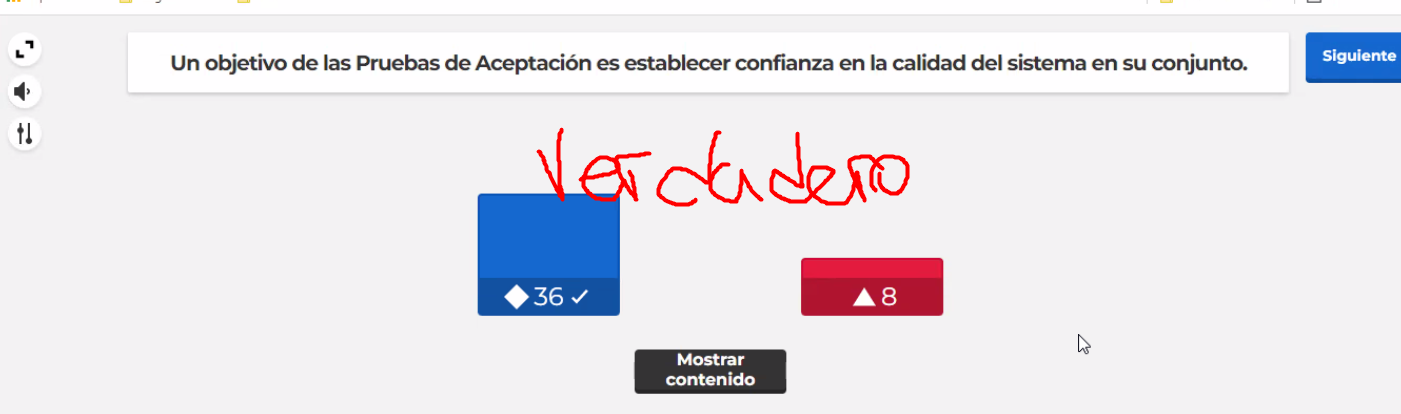 Un objetivo de las Pruebas de Aceptación es establecer confianza en la calidad del sistema en su conjunto.
Siguiente
Verdadero
36
8
Mostrar
contenido